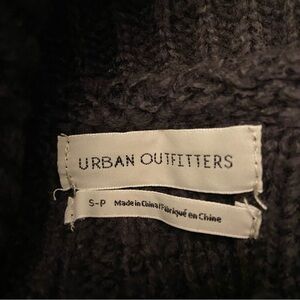 URBAN OUTFITTERS
S-P Made in China/Fabriqué en Chine